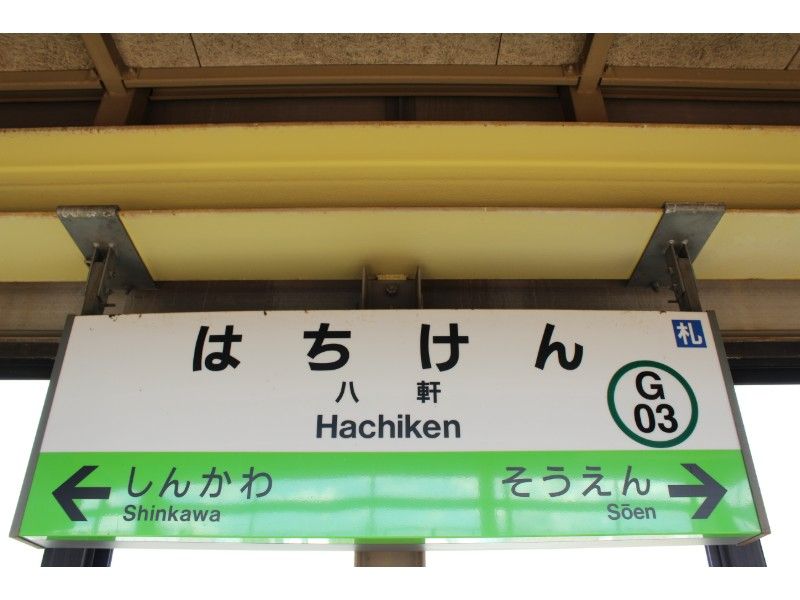 はちけん
札
八軒
G
03
Hachiken
しんかわ
Shinkawa
そうえん
Sōen